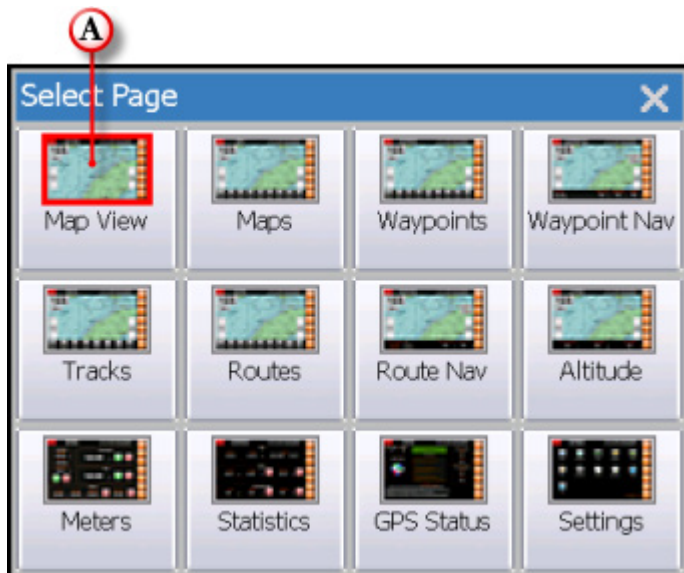 A
Select Page
Map View
Maps
Waypoints
Waypoint Nav
Tracks
Routes
Route Nav
Altitude
Meters
Statistics
GPS Status
Settings